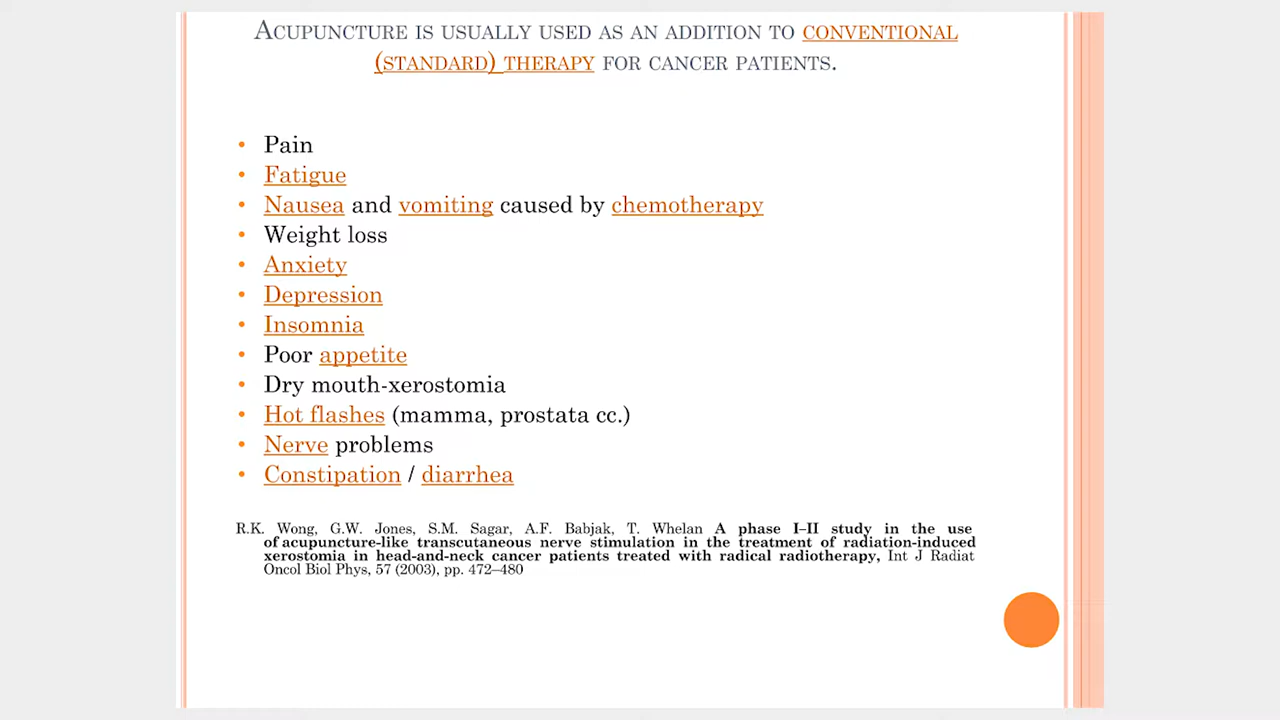 Acupuncture is usually used as an addition to conventional
(standard) therapy for cancer patients.
• Pain
• Fatigue
• Nausea and vomiting caused by chemotherapy
• Weight loss
• Anxiety
• Depression
• Insomnia
• Poor appetite
• Dry mouth-xerostomia
• Hot flashes (mamma, prostata cc.)
• Nerve problems
• Constipation / diarrhea
R.K. Wong, G.W. Jones, S.M. Sagar, A.F. Babjak, T. Whelan A phase I–II study in the use
of acupuncture-like transcutaneous nerve stimulation in the treatment of radiation-induced
xerostomia in head-and-neck cancer patients treated with radical radiotherapy, Int J Radiat
Oncol Biol Phys, 57 (2003), pp. 472–480